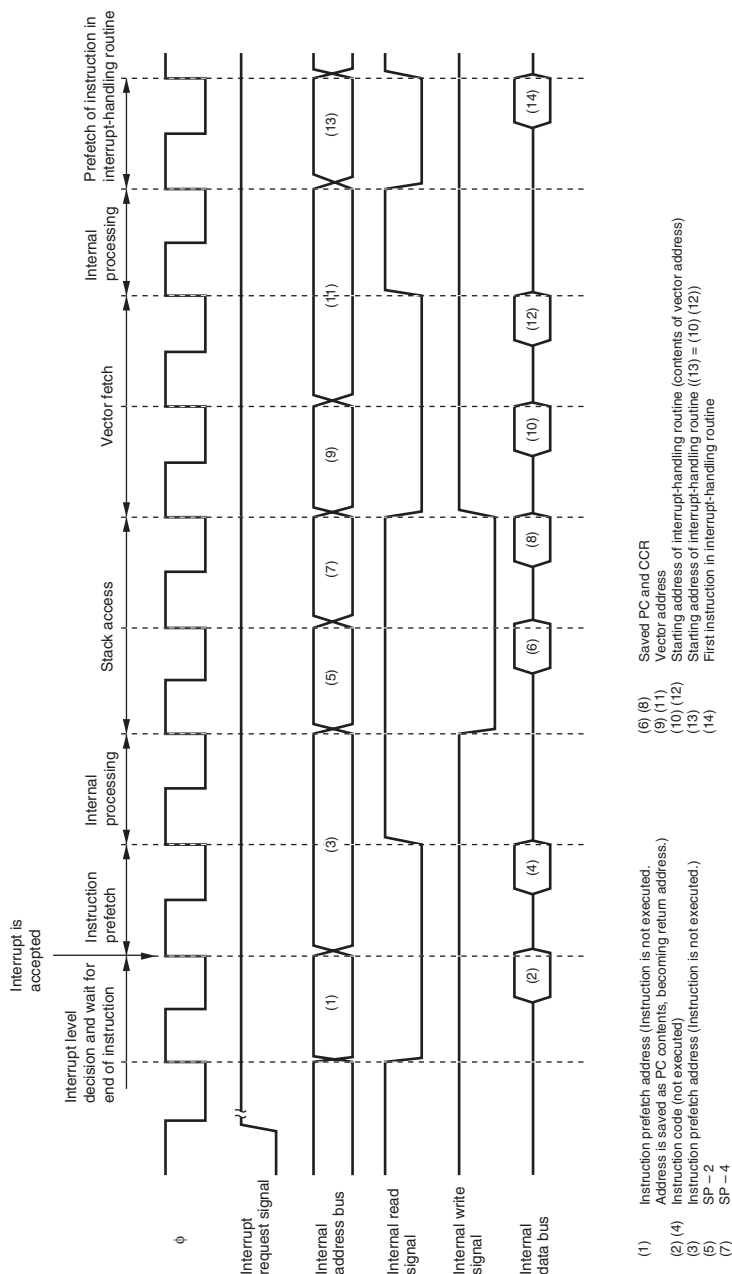 Interrupt is
accepted
Interrupt level
decision and wait for
end of instruction
Instruction
prefetch
Internal
processing
Stack access
Vector fetch
Internal
processing
Prefetch of instruction in
interrupt-handling routine
φ
Interrupt
request signal
Internal
address bus
(1)
(3)
(5)
(7)
(9)
(11)
(13)
Internal read
signal
Internal write
signal
Internal
data bus
(2)
(4)
(6)
(8)
(10)
(12)
(14)
(1) Instruction prefetch address (Instruction is not executed.
Address is saved as PC contents, becoming return address.)
(2) (4) Instruction code (not executed)
(3) Instruction prefetch address (Instruction is not executed.)
(5) SP – 2
(7) SP – 4
(6) (8) Saved PC and CCR
(9) (11) Vector address
(10) (12) Starting address of interrupt-handling routine (contents of vector address)
(13) Starting address of interrupt-handling routine ((13) = (10) (12))
(14) First instruction in interrupt-handling routine